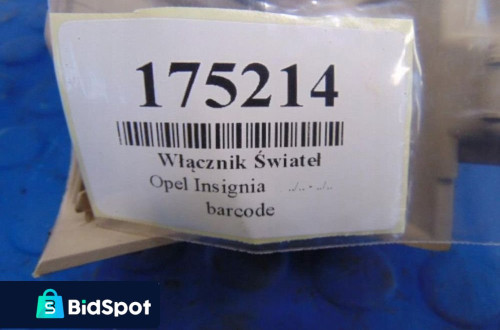 175214
Włącznik Świateł
Opel Insignia ../.. - ../..
barcode
BidSpot